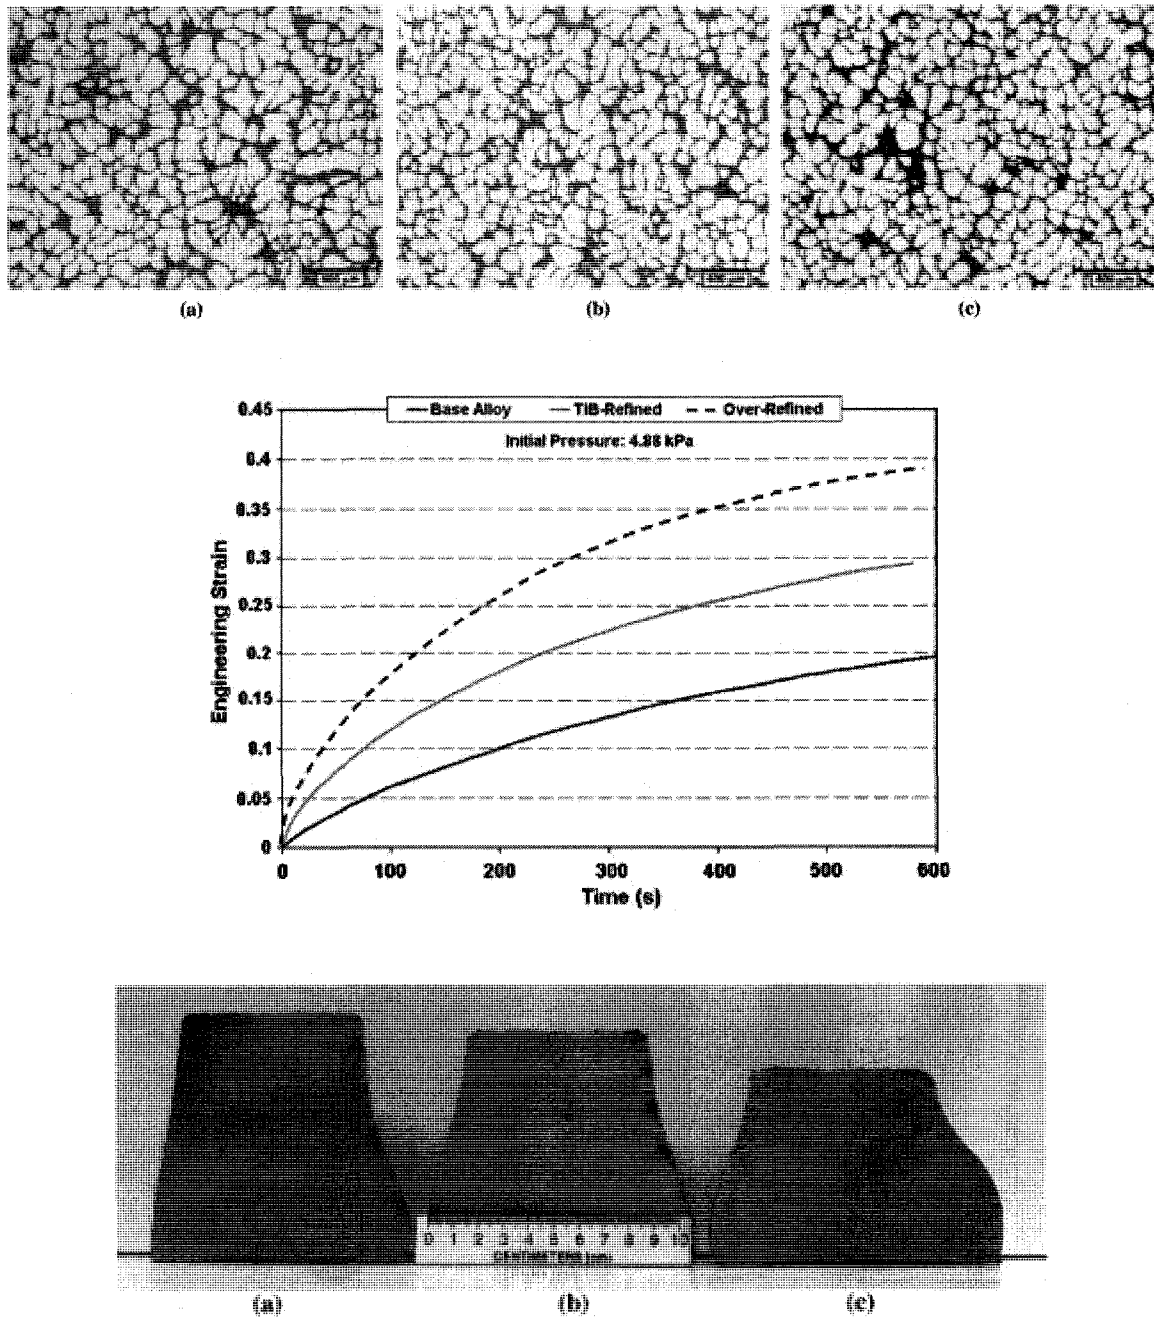 (a)
(b)
(c)
Base Alloy
TIB-Refined
Over-Refined
Initial Pressure: 4.88 kPa
0.45
0.4
0.35
0.3
0.25
0.2
0.15
0.1
0.05
0
Engineering Strain
0 100 200 300 400 500 600
Time (s)
0 1 2 3 4 5 6 7 8 9 10
(a)
(b)
(c)